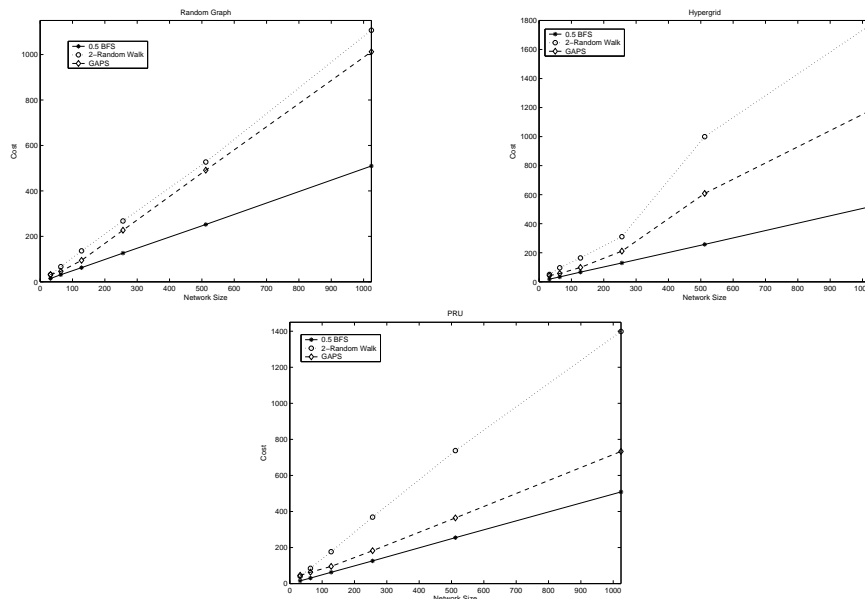 Random Graph
1000
800
600
400
200
0
Cost
0.5 BFS
2−Random Walk
GAPS
0 100 200 300 400 500 600 700 800 900 1000
Network Size
Hypergrid
1800
1600
1400
1200
1000
800
600
400
200
0
Cost
0.5 BFS
2−Random Walk
GAPS
0 100 200 300 400 500 600 700 800 900 1000
Network Size
PRU
1400
1200
1000
800
600
400
200
0
Cost
0.5 BFS
2−Random Walk
GAPS
0 100 200 300 400 500 600 700 800 900 1000
Network Size